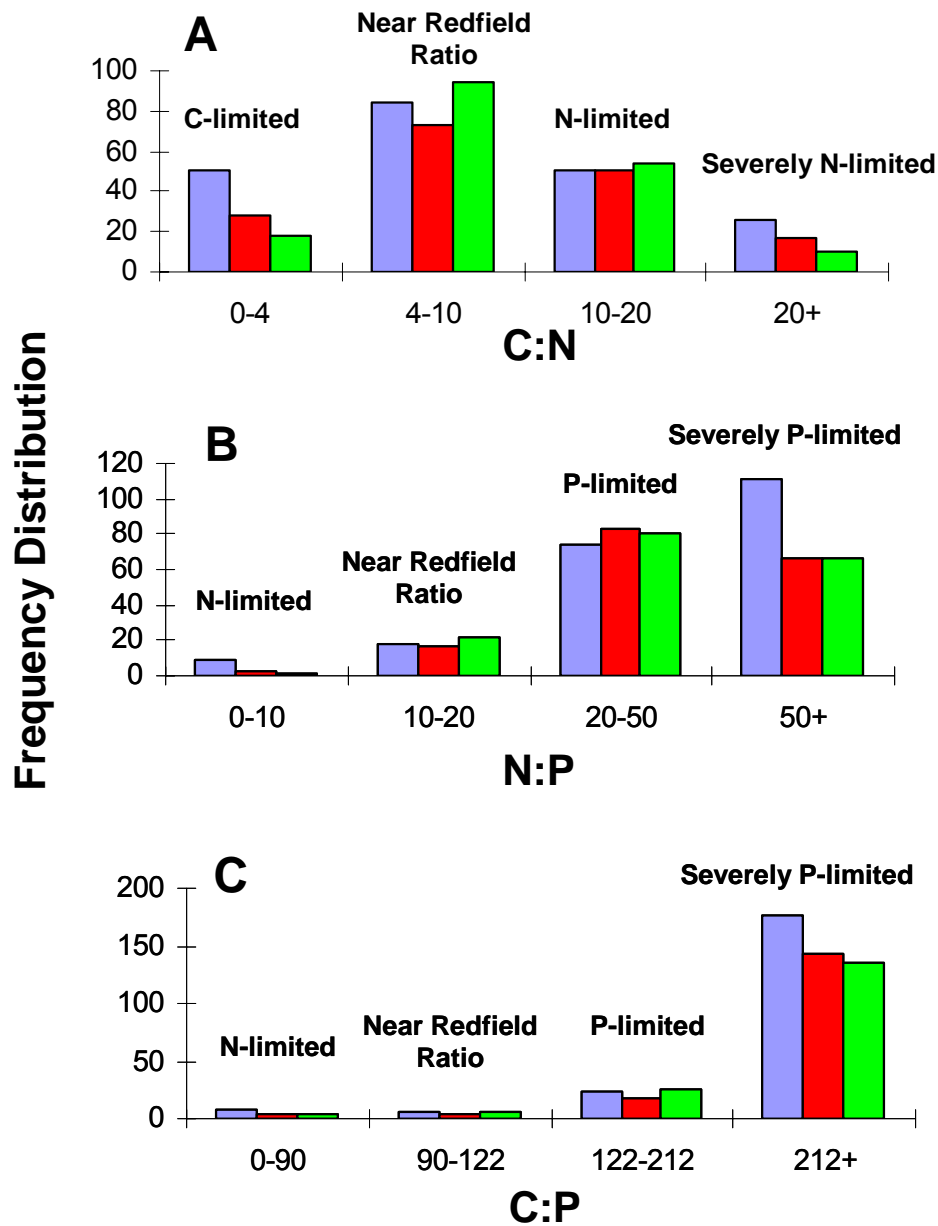 A
Near Redfield
Ratio
C-limited
N-limited
Severely N-limited
100
80
60
40
20
0
0-4
4-10
10-20
20+
C:N
Frequency Distribution
B
Severely P-limited
P-limited
Near Redfield
Ratio
N-limited
120
100
80
60
40
20
0
0-10
10-20
20-50
50+
N:P
C
Severely P-limited
P-limited
Near Redfield
Ratio
N-limited
200
150
100
50
0
0-90
90-122
122-212
212+
C:P